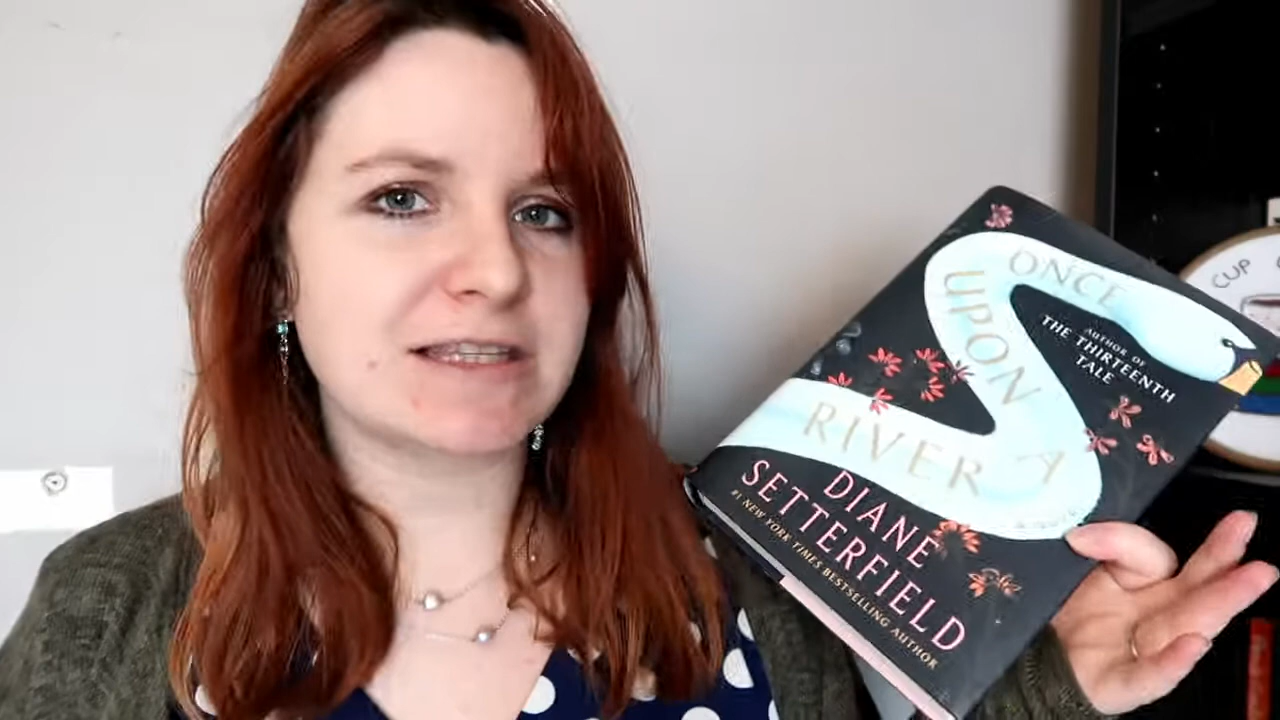 ONCE
UPON
A
RIVER
AUTHOR OF
THE THIRTEENTH
TALE
DIANE
SETTERFIELD
#1 NEW YORK TIMES BESTSELLING AUTHOR
CUP